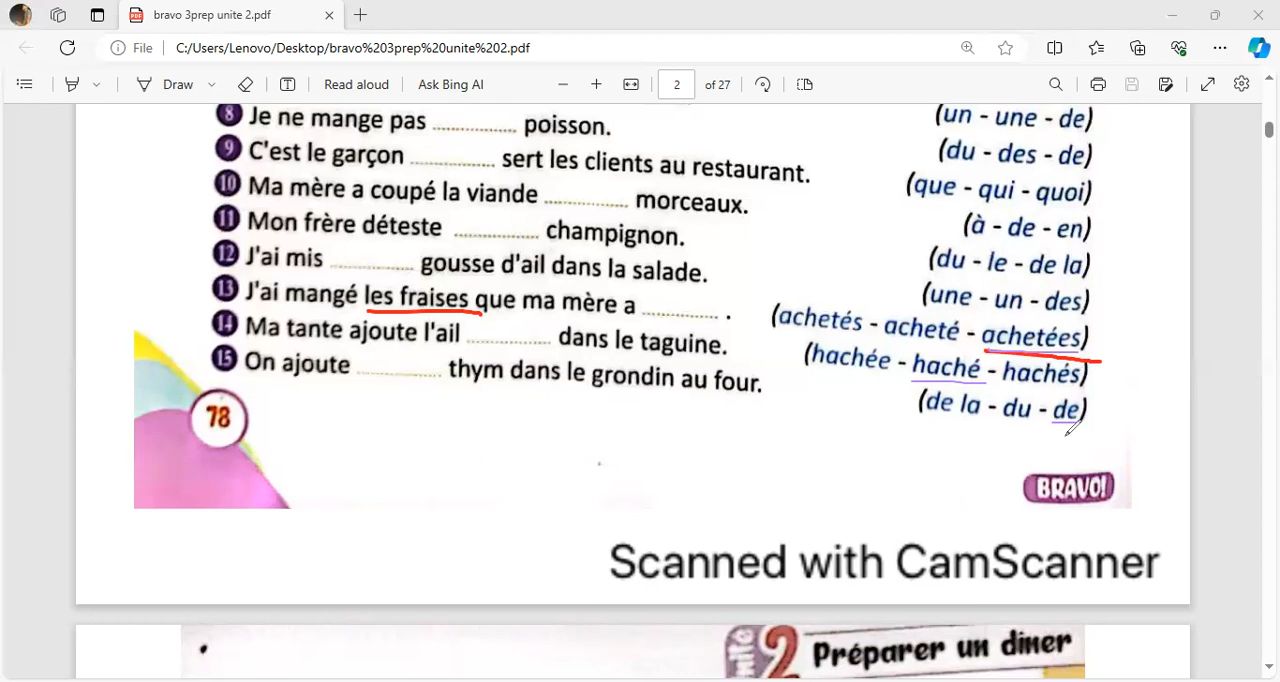 bravo 3prep unite 2.pdf
File
C:/Users/Lenovo/Desktop/bravo%203prep%20unite%202.pdf
Draw
Read aloud
Ask Bing AI
2
of 27
(un - une - de)
8 Je ne mange pas ............... poisson.
(du - des - de)
9 C'est le garçon ............... sert les clients au restaurant.
(que - qui - quoi)
10 Ma mère a coupé la viande ............... morceaux.
(à - de - en)
11 Mon frère déteste ............... champignon.
(du - le - de la)
12 J'ai mis ............... gousse d'ail dans la salade.
(une - un - des)
13 J'ai mangé les fraises que ma mère a ............... .
(achetés - acheté - achetées)
14 Ma tante ajoute l'ail ............... dans le taguine.
(hachée - haché - hachés)
15 On ajoute ............... thym dans le grondin au four.
(de la - du - de)
78
BRAVO!
Scanned with CamScanner
2 Préparer un dîner